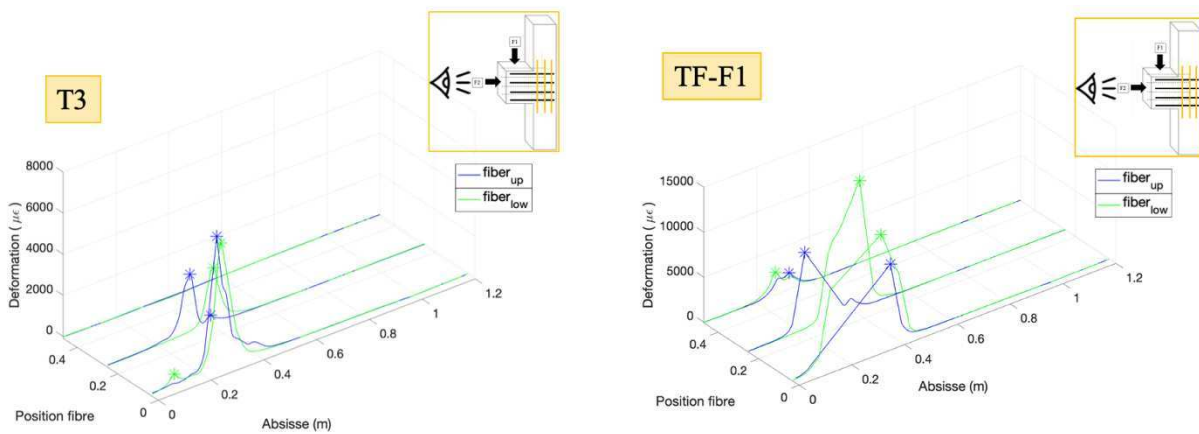 T3
F1
F2
fiber_up
fiber_low
8000
6000
4000
2000
0
Deformation ( με)
0.4
0.2
0
Position fibre
0
0.2
0.4
0.6
0.8
1
1.2
Absisse (m)
TF-F1
F1
F2
fiber_up
fiber_low
15000
10000
5000
0
Deformation ( με)
0.4
0.2
0
Position fibre
0
0.2
0.4
0.6
0.8
1
1.2
Absisse (m)